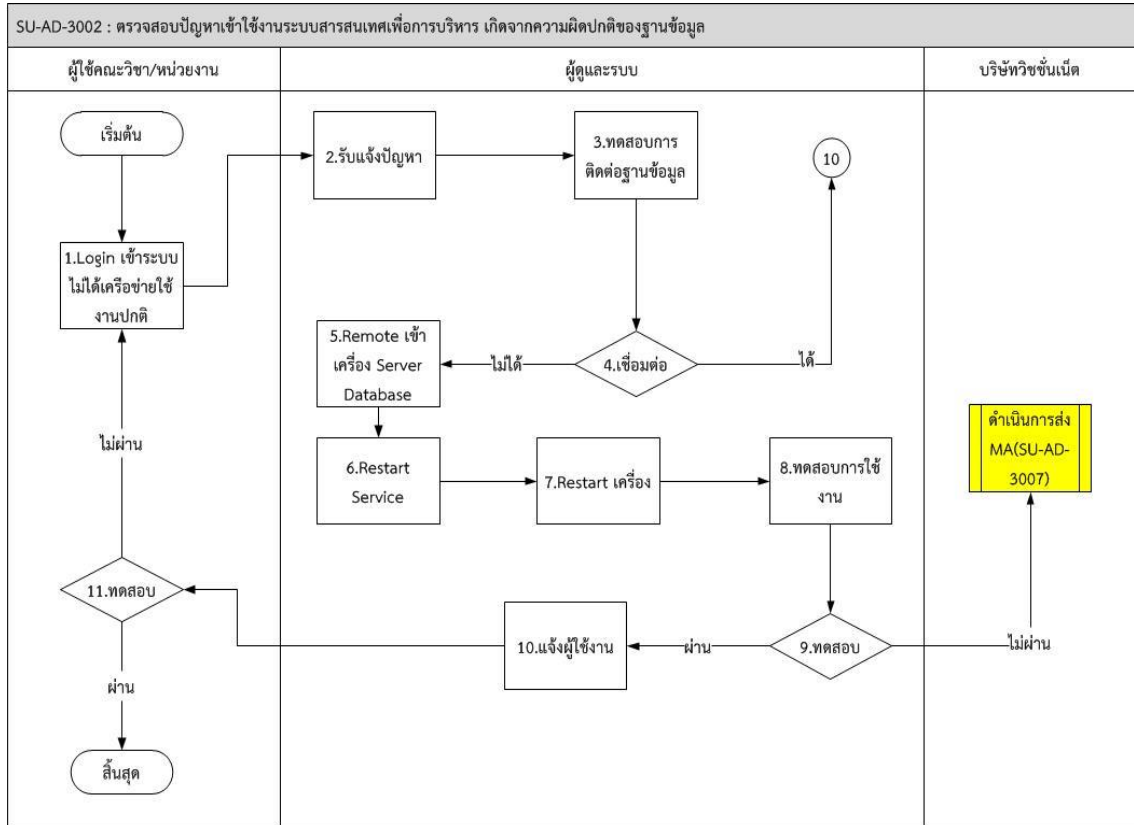 SU-AD-3002 : ตรวจสอบปัญหาเข้าใช้งานระบบสารสนเทศเพื่อการบริหาร เกิดจากความผิดปกติของฐานข้อมูล
ผู้ใช้คณะวิชา/หน่วยงาน
ผู้ดูและรบบ
บริษัทวิชชั่นเน็ต
เริ่มต้น
2.รับแจ้งปัญหา
3.ทดสอบการ
ติดต่อฐานข้อมูล
10
1.Login เข้าระบบ
ไม่ได้เครือข่ายใช้
งานปกติ
5.Remote เข้า
เครื่อง Server
Database
ไม่ได้
4.เชื่อมต่อ
ได้
ดำเนินการส่ง
MA(SU-AD-
3007)
ไม่ผ่าน
6.Restart
Service
7.Restart เครื่อง
8.ทดสอบการใช้
งาน
11.ทดสอบ
10.แจ้งผู้ใช้งาน
ผ่าน
9.ทดสอบ
ไม่ผ่าน
ผ่าน
สิ้นสุด